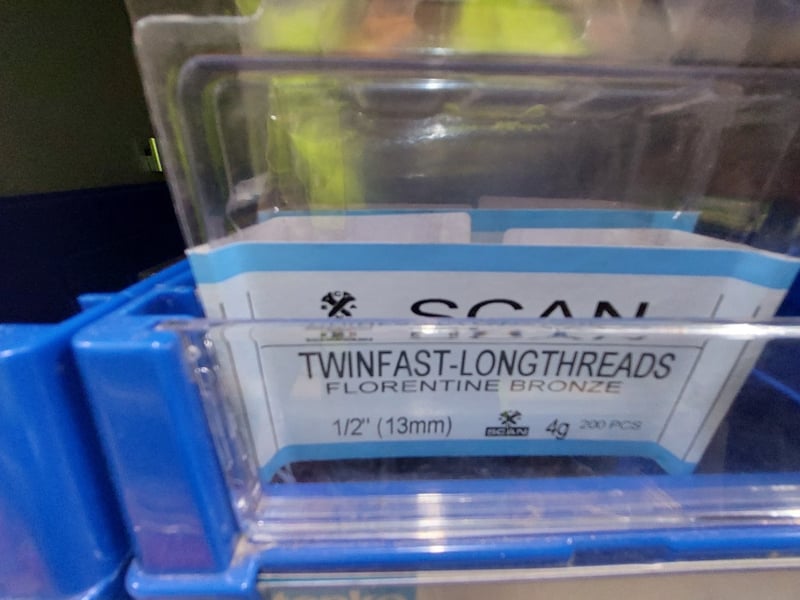 SCAN
TWINFAST-LONGTHREADS
FLORENTINE BRONZE
1/2" (13mm) SCAN 4g 200 PCS